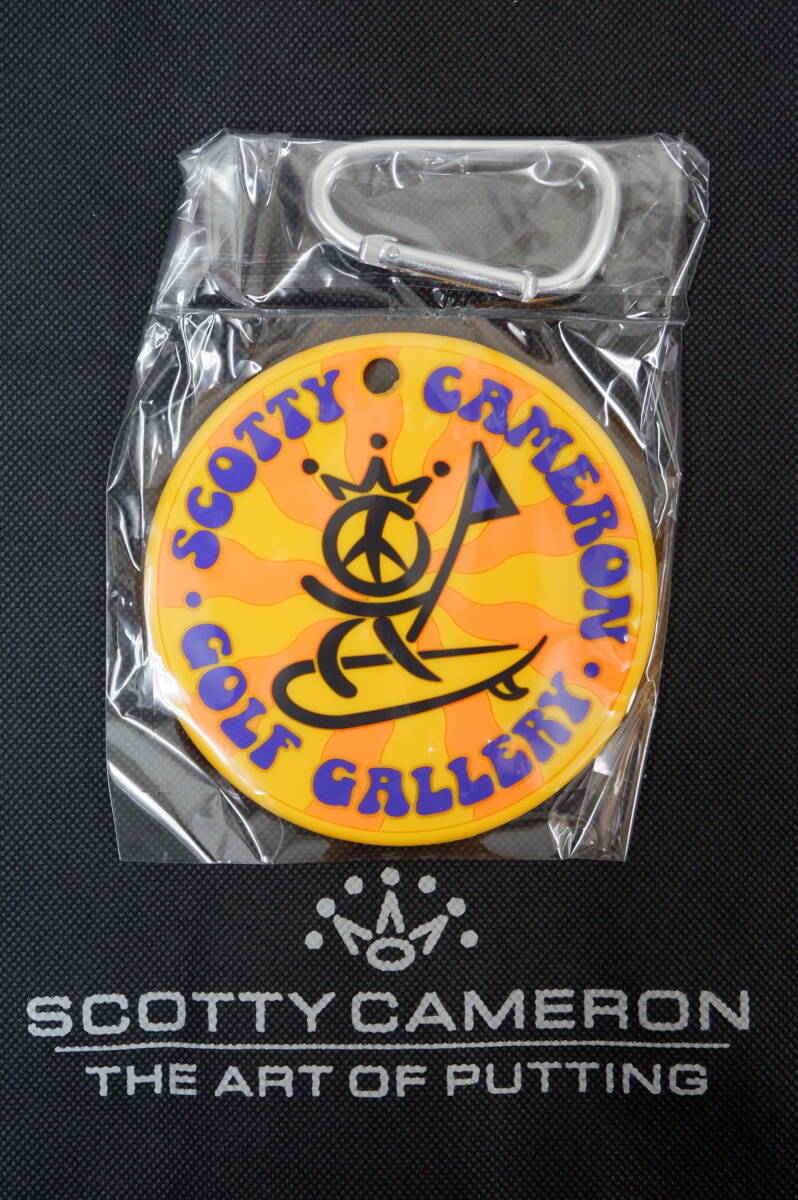 SCOTTY CAMERON
· GOLF GALLERY ·
SCOTTY CAMERON
THE ART OF PUTTING